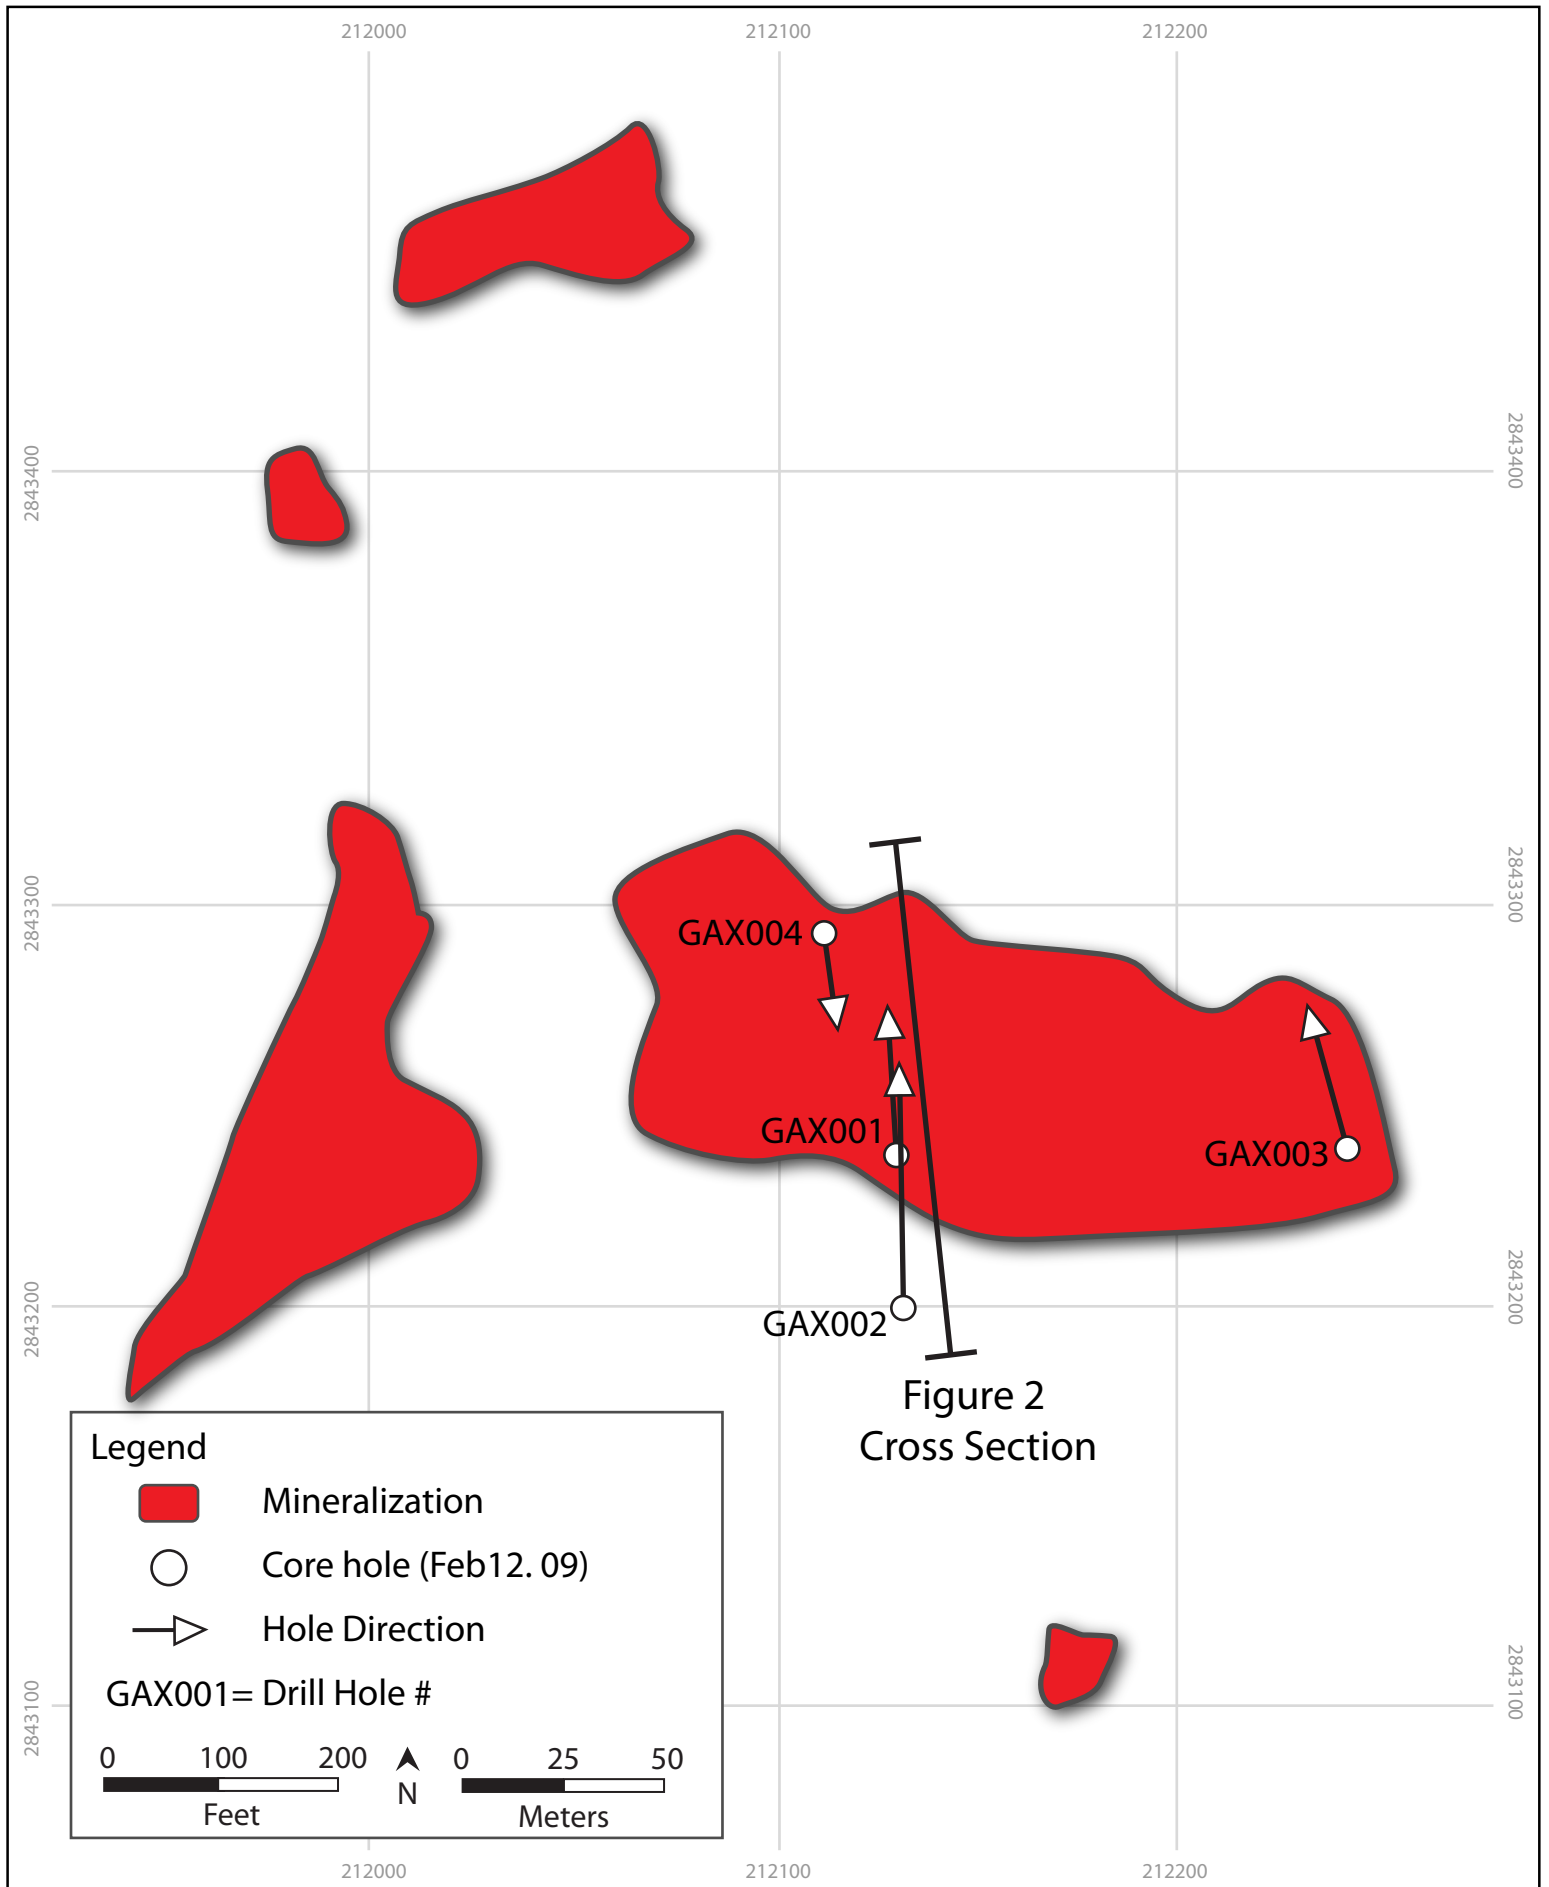 212000 212100 212200
2843400 2843400
2843300 2843300
GAX004
GAX001
GAX003
2843200 2843200
GAX002
Figure 2
Cross Section
Legend
Mineralization
Core hole (Feb12. 09)
Hole Direction
GAX001= Drill Hole #
2843100 2843100
0 100 200 0 25 50
N
Feet Meters
212000 212100 212200